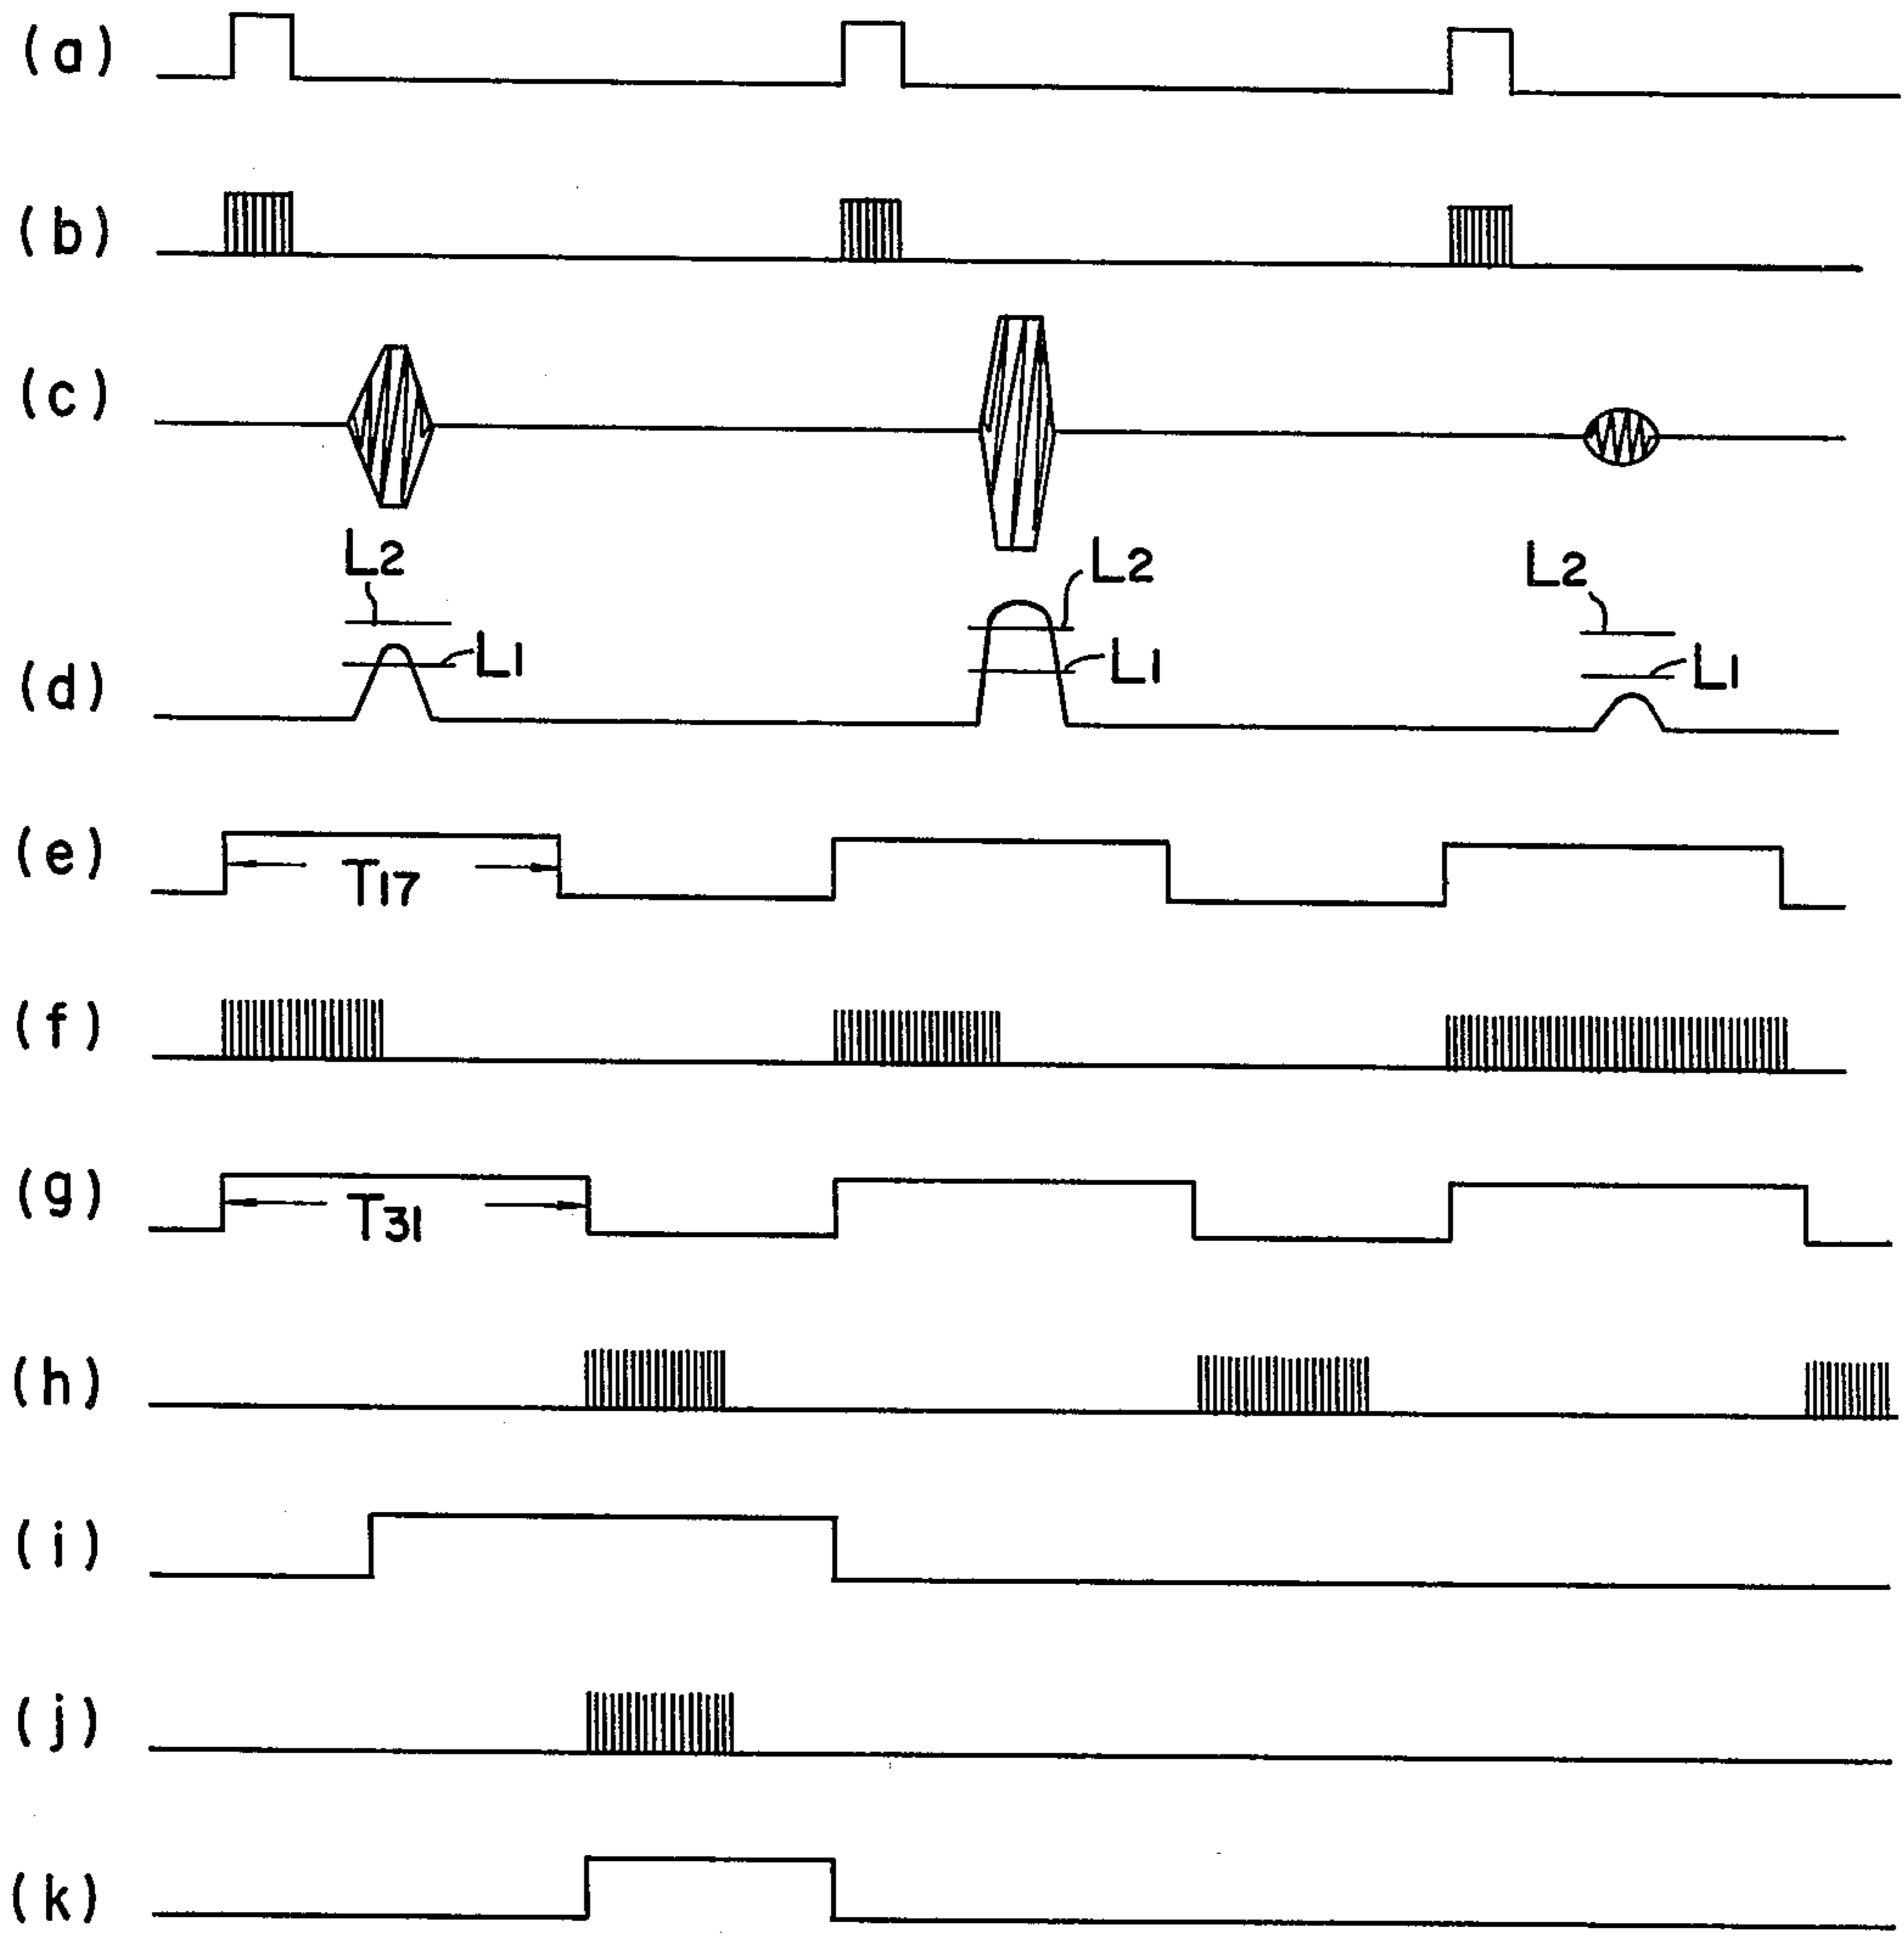 (a)
(b)
(c)
L2
L2
L2
L1
L1
L1
(d)
(e)
T17
(f)
(g)
T31
(h)
(i)
(j)
(k)